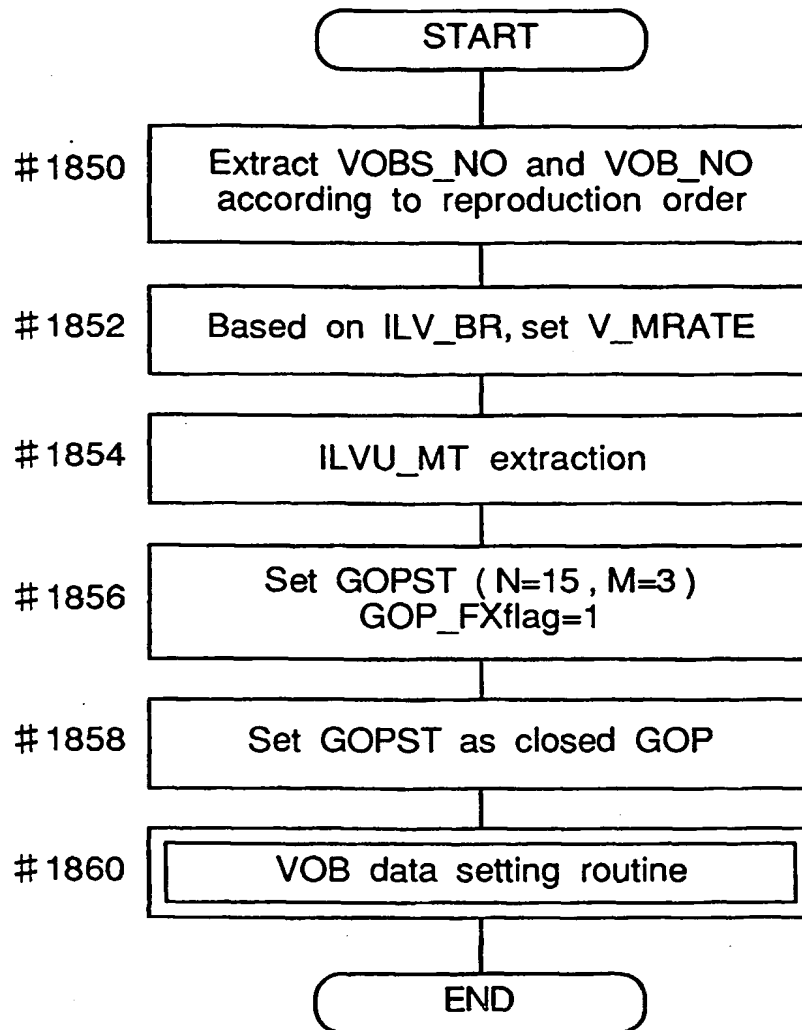 START
#1850
Extract VOBS_NO and VOB_NO
according to reproduction order
#1852
Based on ILV_BR, set V_MRATE
#1854
ILVU_MT extraction
#1856
Set GOPST (N=15, M=3)
GOP_FXflag=1
#1858
Set GOPST as closed GOP
#1860
VOB data setting routine
END